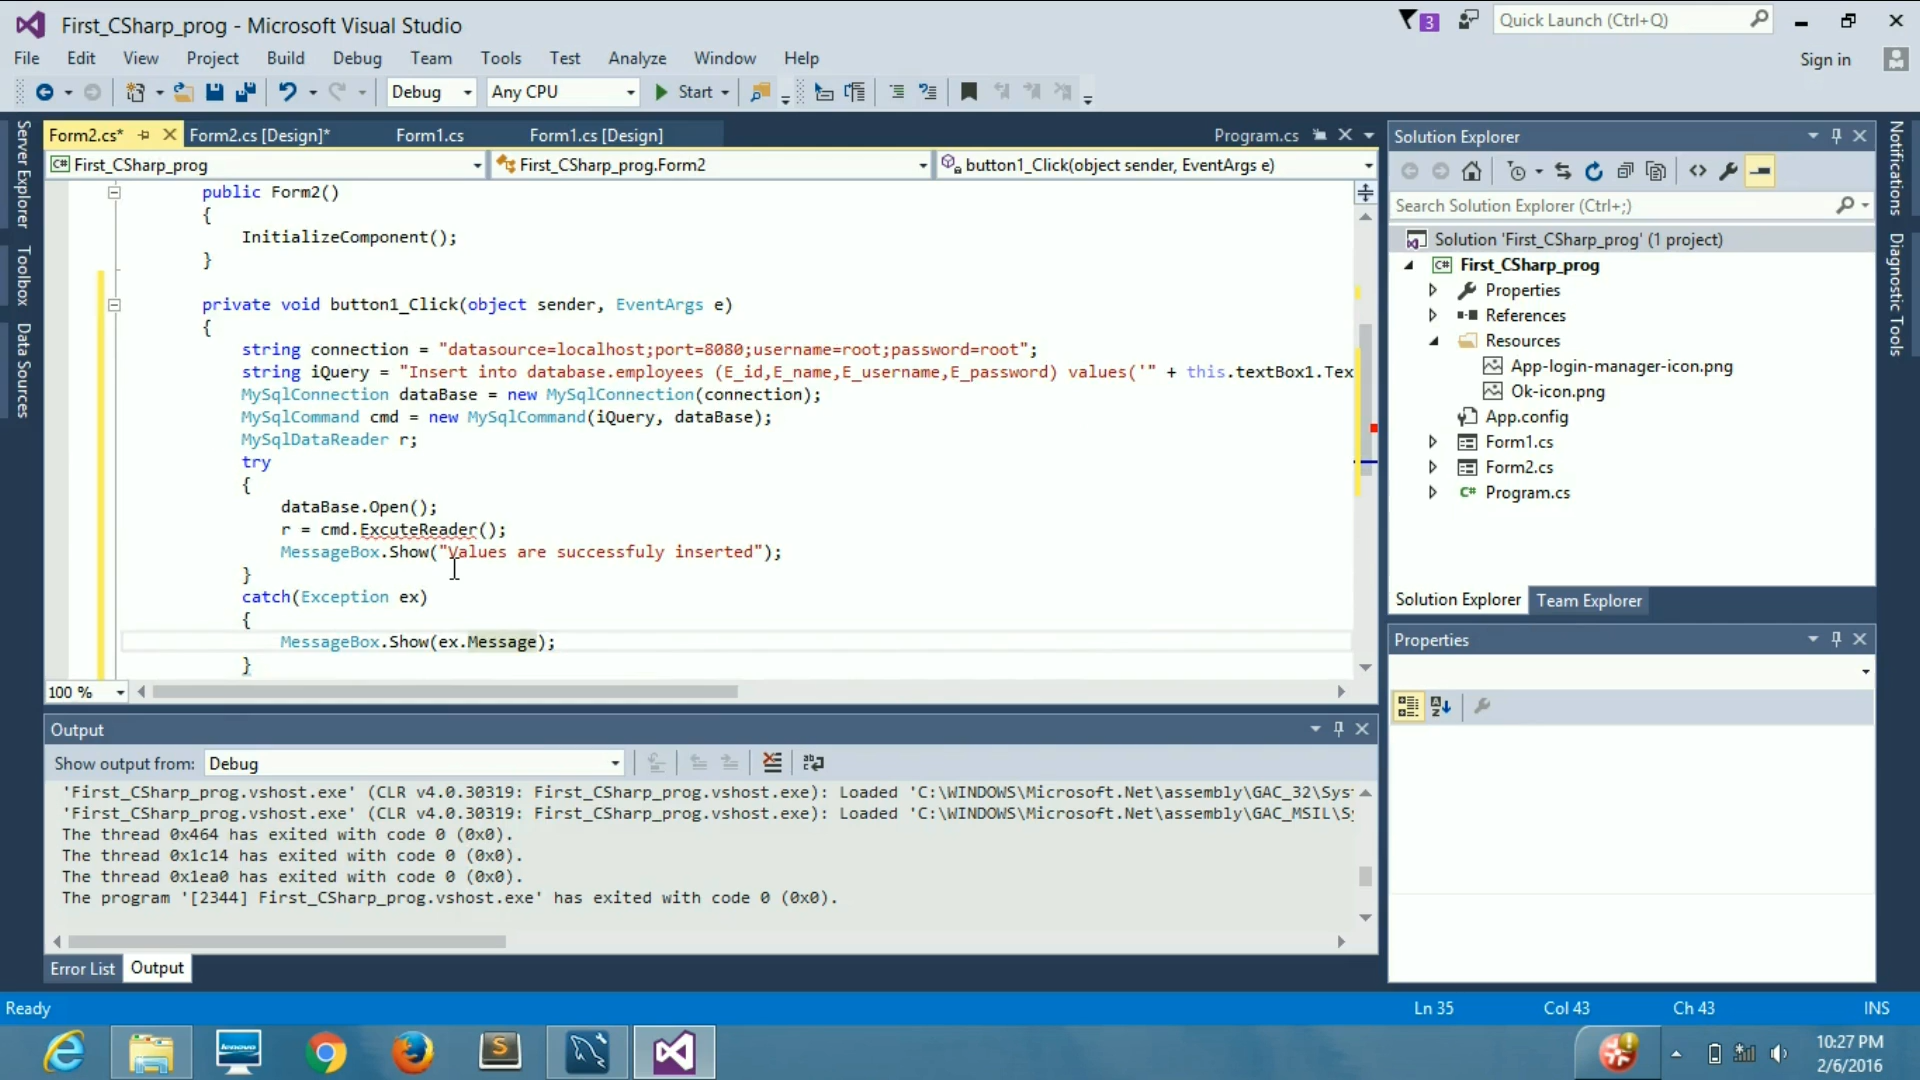 First_CSharp_prog - Microsoft Visual Studio
3
Quick Launch (Ctrl+Q)
File Edit View Project Build Debug Team Tools Test Analyze Window Help
Sign in
Debug Any CPU Start
Form2.cs* Form2.cs [Design]* Form1.cs Form1.cs [Design] Program.cs
First_CSharp_prog First_CSharp_prog.Form2 button1_Click(object sender, EventArgs e)
Server Explorer
Toolbox
Data Sources
public Form2()
{
InitializeComponent();
}
private void button1_Click(object sender, EventArgs e)
{
string connection = "datasource=localhost;port=8080;username=root;password=root";
string iQuery = "Insert into database.employees (E_id,E_name,E_username,E_password) values('" + this.textBox1.Tex
MySqlConnection dataBase = new MySqlConnection(connection);
MySqlCommand cmd = new MySqlCommand(iQuery, dataBase);
MySqlDataReader r;
try
{
dataBase.Open();
r = cmd.ExcuteReader();
MessageBox.Show("Values are successfuly inserted");
}
catch(Exception ex)
{
MessageBox.Show(ex.Message);
}
100 %
Output
Show output from: Debug
'First_CSharp_prog.vshost.exe' (CLR v4.0.30319: First_CSharp_prog.vshost.exe): Loaded 'C:\WINDOWS\Microsoft.Net\assembly\GAC_32\Syst
'First_CSharp_prog.vshost.exe' (CLR v4.0.30319: First_CSharp_prog.vshost.exe): Loaded 'C:\WINDOWS\Microsoft.Net\assembly\GAC_MSIL\Sy
The thread 0x464 has exited with code 0 (0x0).
The thread 0x1c14 has exited with code 0 (0x0).
The thread 0x1ea0 has exited with code 0 (0x0).
The program '[2344] First_CSharp_prog.vshost.exe' has exited with code 0 (0x0).
Error List Output
Solution Explorer
Search Solution Explorer (Ctrl+;)
Solution 'First_CSharp_prog' (1 project)
C# First_CSharp_prog
Properties
References
Resources
App-login-manager-icon.png
Ok-icon.png
App.config
Form1.cs
Form2.cs
C# Program.cs
Solution Explorer Team Explorer
Properties
Notifications
Diagnostic Tools
Ready Ln 35 Col 43 Ch 43 INS
lenovo
S
10:27 PM
2/6/2016